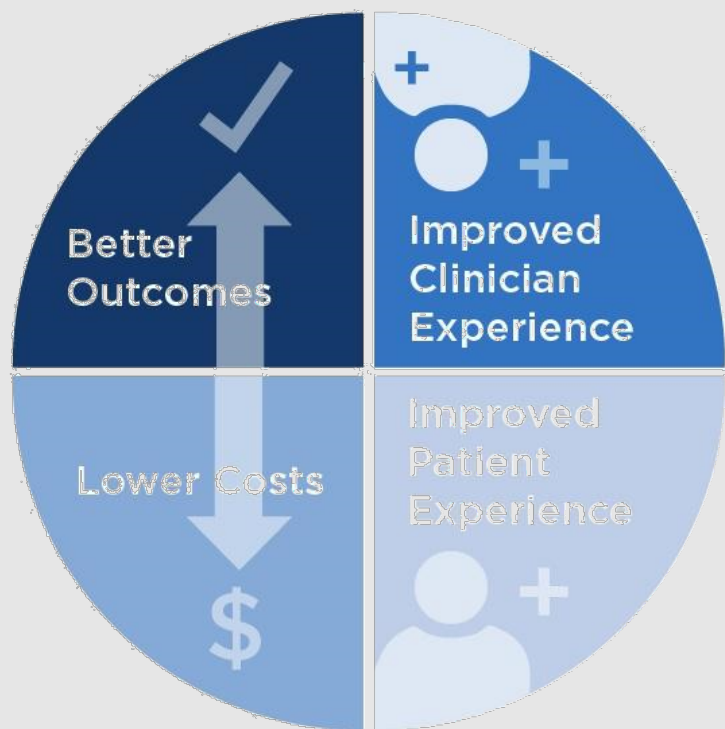 Better
Outcomes
Improved
Clinician
Experience
Lower Costs
$
Improved
Patient
Experience